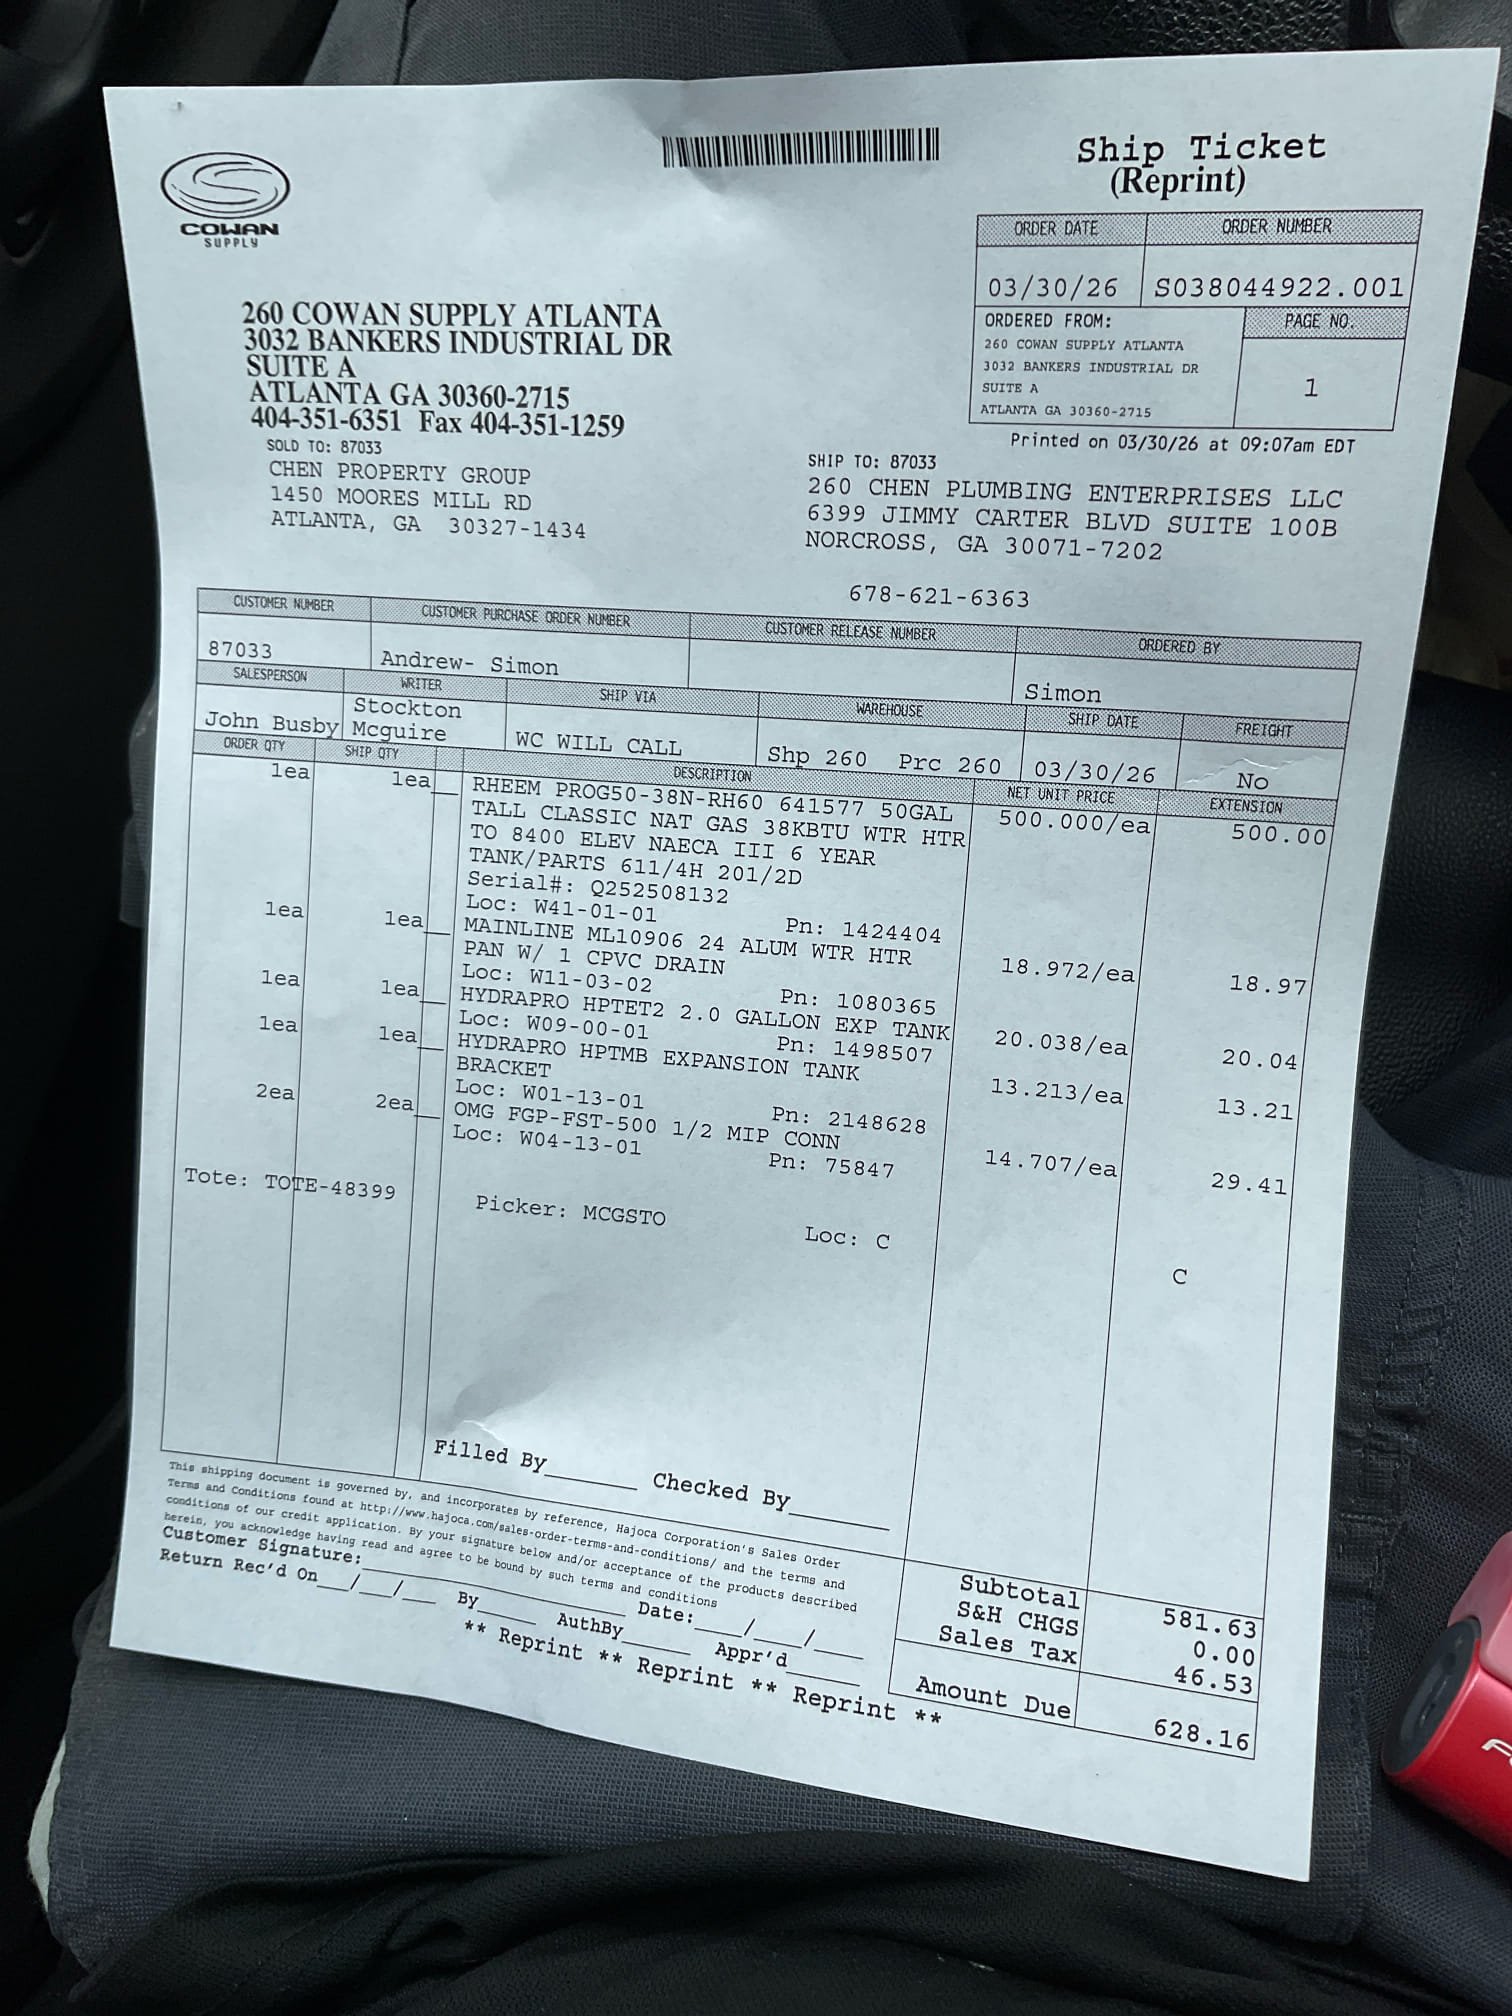 Ship Ticket
(Reprint)
COWAN
SUPPLY
ORDER DATE ORDER NUMBER
03/30/26 S038044922.001
ORDERED FROM: PAGE NO.
260 COWAN SUPPLY ATLANTA
3032 BANKERS INDUSTRIAL DR
SUITE A
ATLANTA GA 30360-2715
1
Printed on 03/30/26 at 09:07am EDT
260 COWAN SUPPLY ATLANTA
3032 BANKERS INDUSTRIAL DR
SUITE A
ATLANTA GA 30360-2715
404-351-6351 Fax 404-351-1259
SOLD TO: 87033
CHEN PROPERTY GROUP
1450 MOORES MILL RD
ATLANTA, GA 30327-1434
SHIP TO: 87033
260 CHEN PLUMBING ENTERPRISES LLC
6399 JIMMY CARTER BLVD SUITE 100B
NORCROSS, GA 30071-7202
678-621-6363
CUSTOMER NUMBER CUSTOMER PURCHASE ORDER NUMBER CUSTOMER RELEASE NUMBER ORDERED BY
87033 Andrew- Simon Simon
SALESPERSON WRITER SHIP VIA WAREHOUSE SHIP DATE FREIGHT
John Busby Stockton Mcguire WC WILL CALL Shp 260 Prc 260 03/30/26 No
ORDER QTY SHIP QTY DESCRIPTION NET UNIT PRICE EXTENSION
1ea 1ea__ RHEEM PROG50-38N-RH60 641577 50GAL 500.000/ea 500.00
TALL CLASSIC NAT GAS 38KBTU WTR HTR
TO 8400 ELEV NAECA III 6 YEAR
TANK/PARTS 611/4H 201/2D
Serial#: Q252508132
Loc: W41-01-01 Pn: 1424404
1ea 1ea__ MAINLINE ML10906 24 ALUM WTR HTR 18.972/ea 18.97
PAN W/ 1 CPVC DRAIN
Loc: W11-03-02 Pn: 1080365
1ea 1ea__ HYDRAPRO HPTET2 2.0 GALLON EXP TANK 20.038/ea 20.04
Loc: W09-00-01 Pn: 1498507
1ea 1ea__ HYDRAPRO HPTMB EXPANSION TANK 13.213/ea 13.21
BRACKET
Loc: W01-13-01 Pn: 2148628
2ea 2ea__ OMG FGP-FST-500 1/2 MIP CONN 14.707/ea 29.41
Loc: W04-13-01 Pn: 75847
Tote: TOTE-48399 Picker: MCGSTO Loc: C
C
Filled By______ Checked By_______
This shipping document is governed by, and incorporates by reference, Hajoca Corporation's Sales Order
Terms and Conditions found at http://www.hajoca.com/sales-order-terms-and-conditions/ and the terms and
conditions of our credit application. By your signature below and/or acceptance of the products described
herein, you acknowledge having read and agree to be bound by such terms and conditions
Customer Signature:____________________ Date:____/____/____
Return Rec'd On___/___/___ By_____ AuthBy______ Appr'd______
** Reprint ** Reprint ** Reprint **
Subtotal 581.63
S&H CHGS 0.00
Sales Tax 46.53
Amount Due 628.16